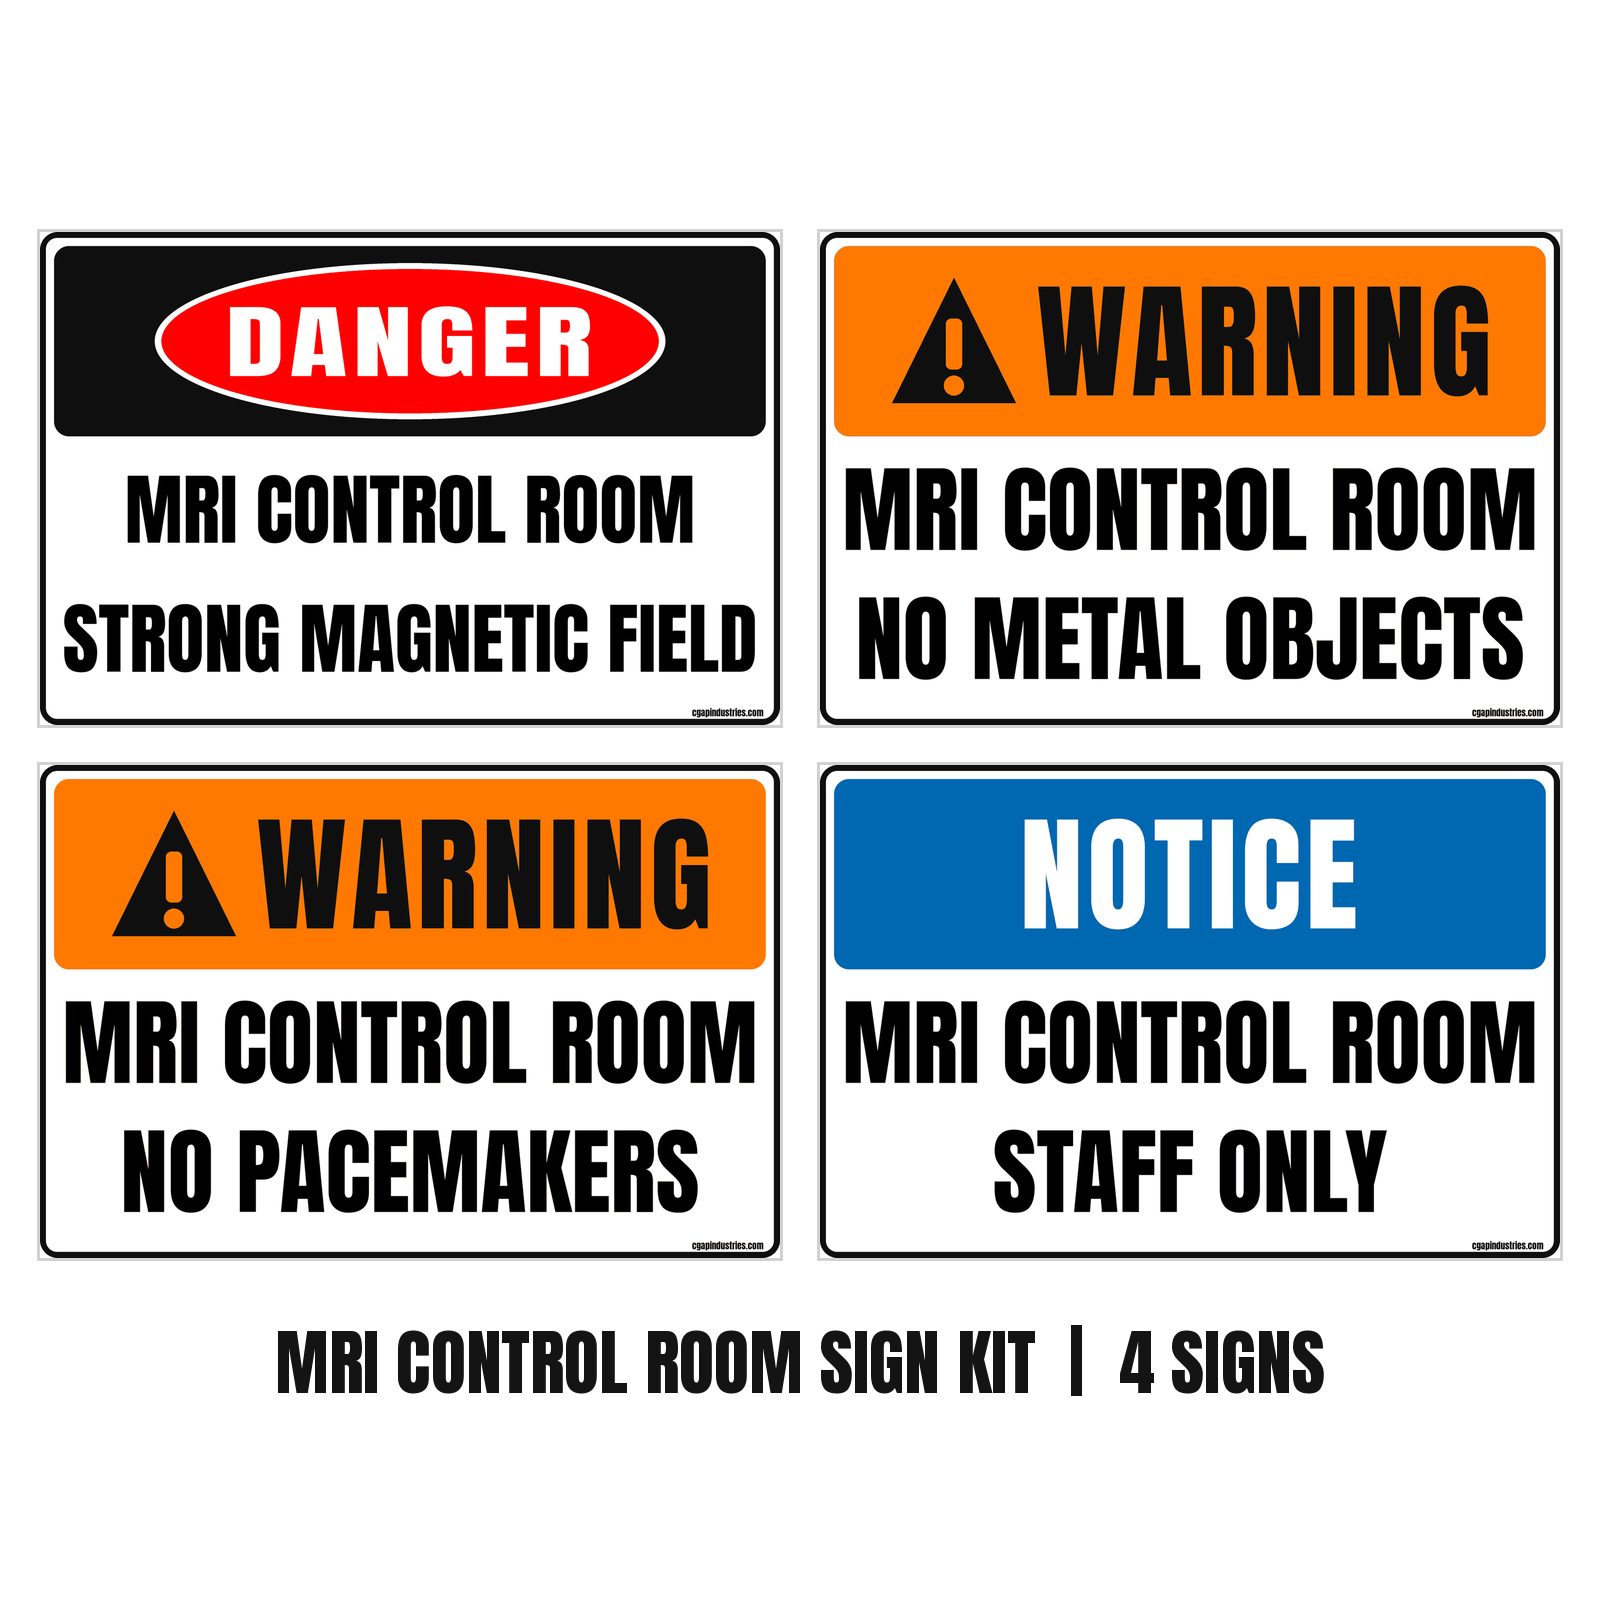 DANGER
MRI CONTROL ROOM
STRONG MAGNETIC FIELD
cgapindustries.com
WARNING
MRI CONTROL ROOM
NO METAL OBJECTS
cgapindustries.com
WARNING
MRI CONTROL ROOM
NO PACEMAKERS
cgapindustries.com
NOTICE
MRI CONTROL ROOM
STAFF ONLY
cgapindustries.com
MRI CONTROL ROOM SIGN KIT | 4 SIGNS